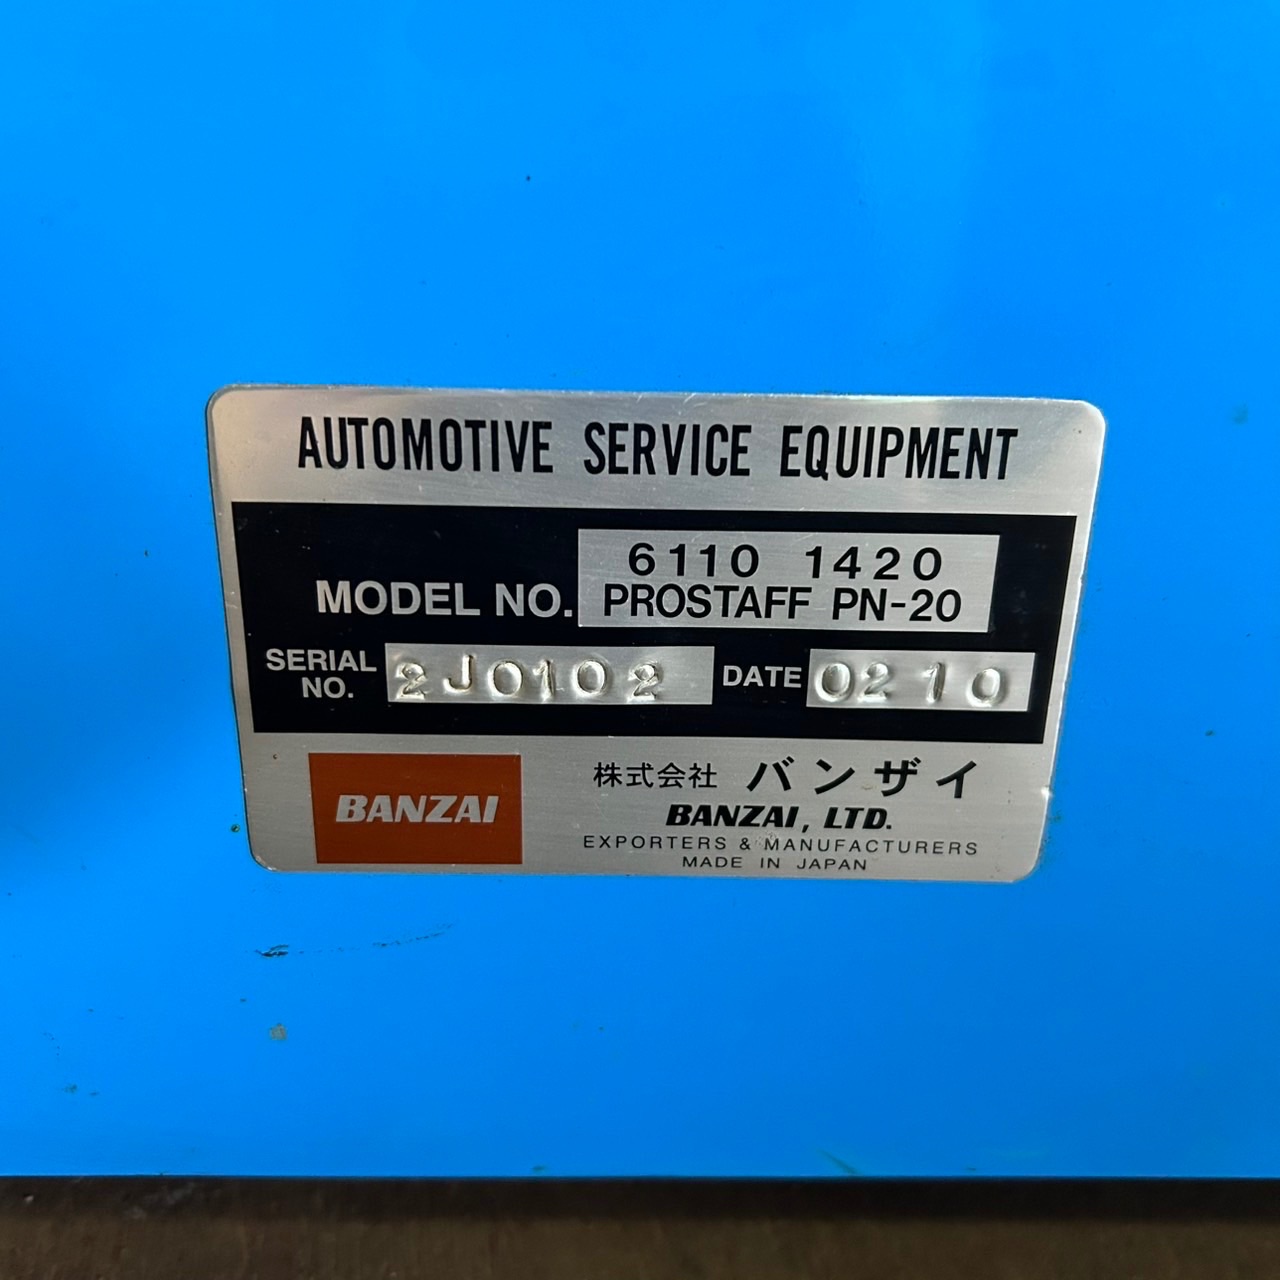 AUTOMOTIVE SERVICE EQUIPMENT
MODEL NO.
6110 1420
PROSTAFF PN-20
SERIAL NO. 2J0102 DATE 0210
BANZAI
株式会社 バンザイ
BANZAI, LTD.
EXPORTERS & MANUFACTURERS
MADE IN JAPAN